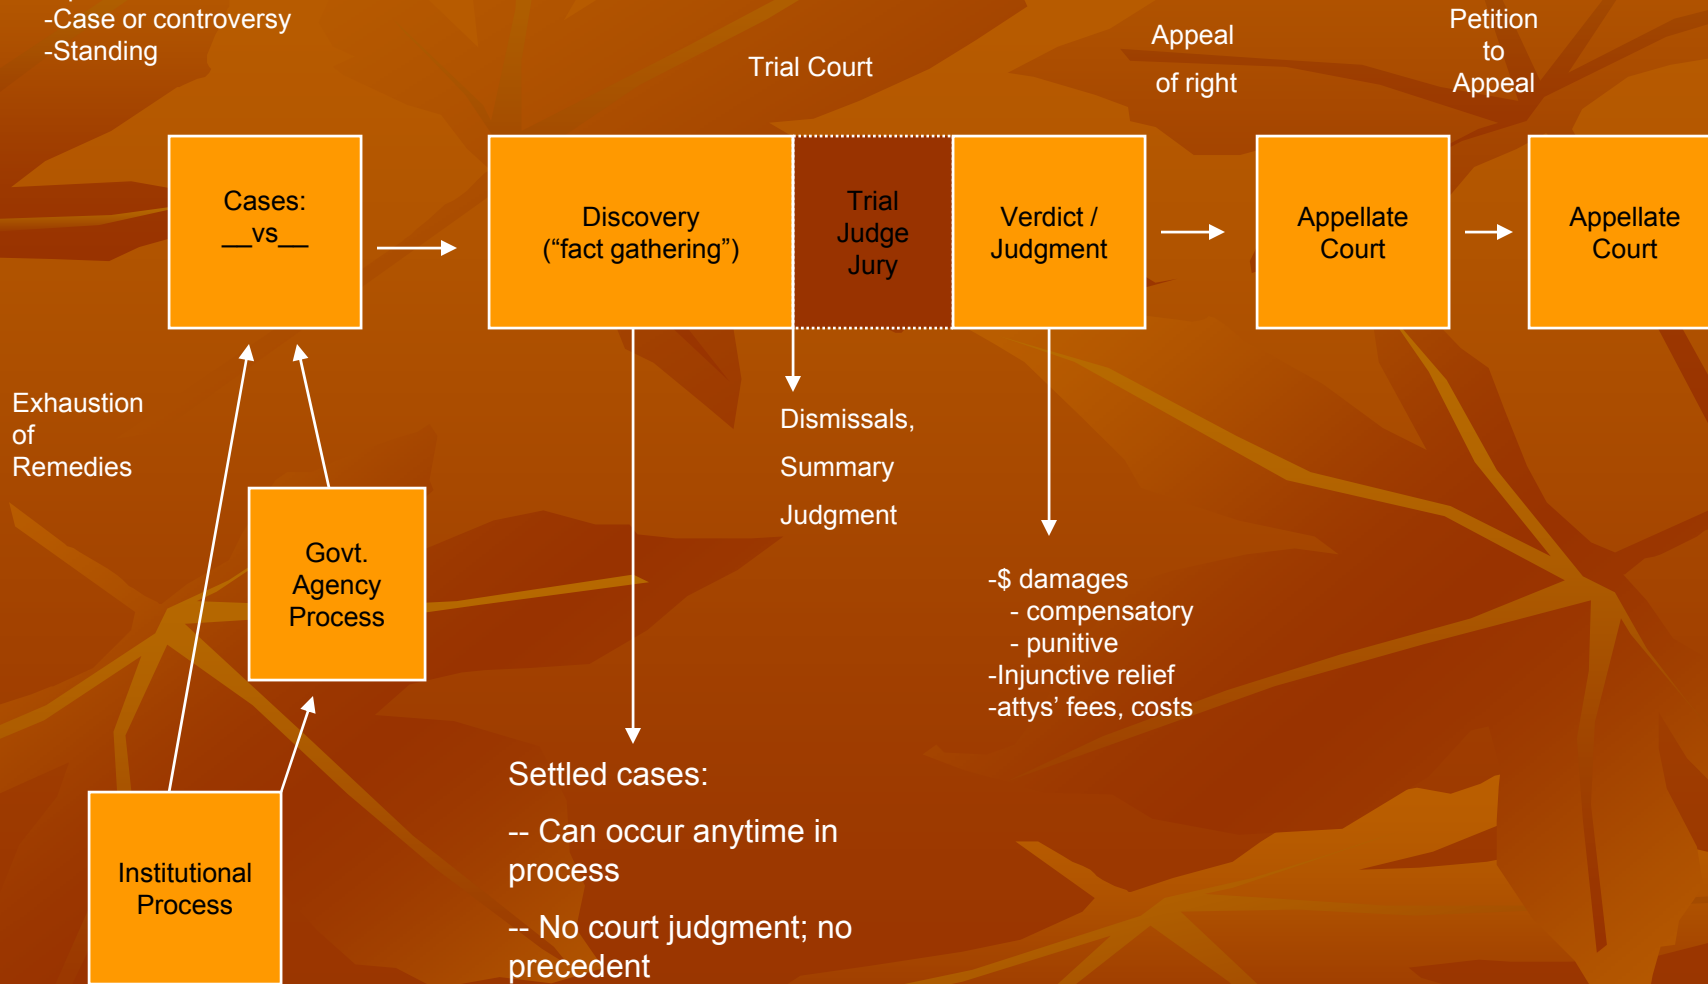 -Case or controversy
-Standing
Trial Court
Appeal
of right
Petition
to
Appeal
Cases:
__vs__
Discovery
(“fact gathering”)
Trial
Judge
Jury
Verdict /
Judgment
Appellate
Court
Appellate
Court
Exhaustion
of
Remedies
Dismissals,
Summary
Judgment
Govt.
Agency
Process
-$ damages
- compensatory
- punitive
-Injunctive relief
-attys’ fees, costs
Institutional
Process
Settled cases:
-- Can occur anytime in
process
-- No court judgment; no
precedent